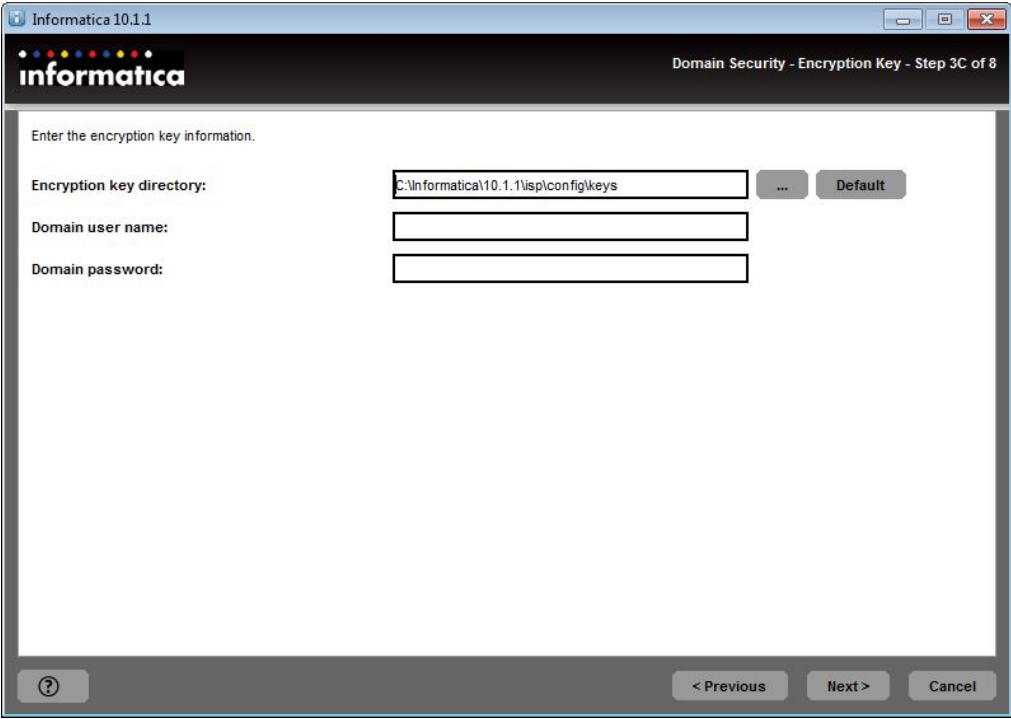 Informatica 10.1.1
informatica
Domain Security - Encryption Key - Step 3C of 8
Enter the encryption key information.
Encryption key directory:
C:\Informatica\10.1.1\isp\config\keys
...
Default
Domain user name:
Domain password:
?
< Previous
Next >
Cancel